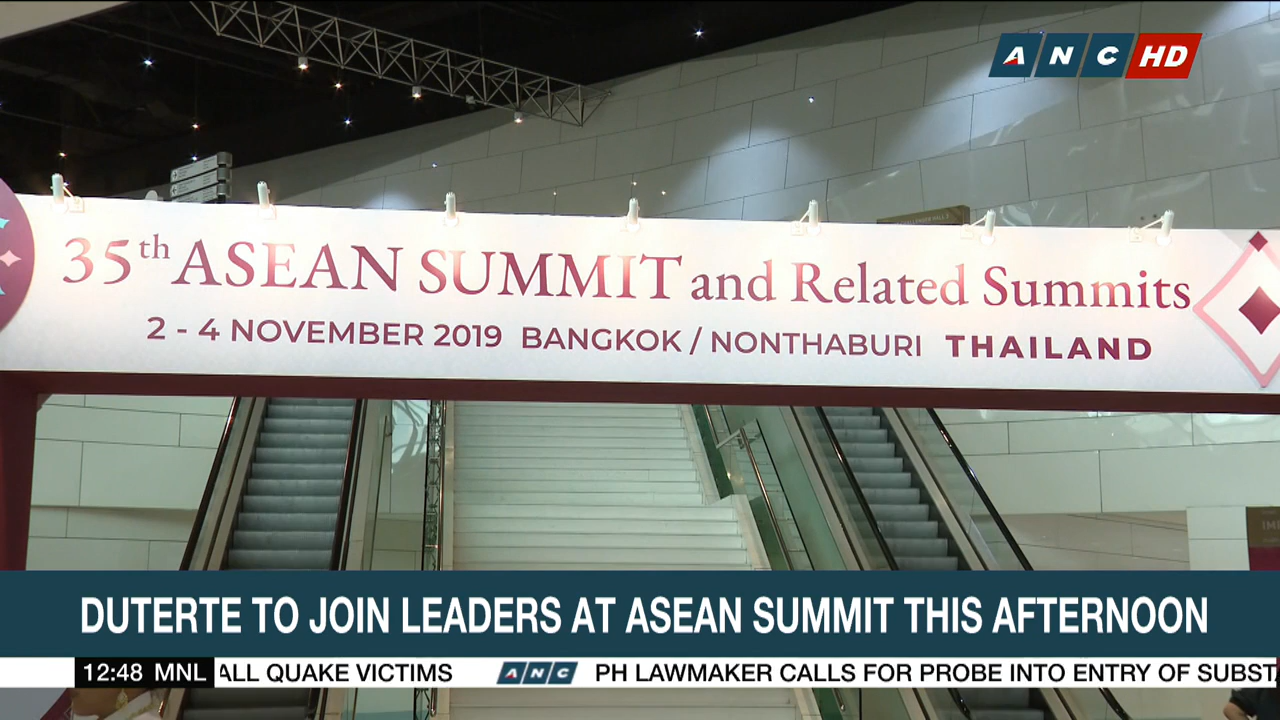 ANC HD
35th ASEAN SUMMIT and Related Summits
2 - 4 NOVEMBER 2019 BANGKOK / NONTHABURI THAILAND
DUTERTE TO JOIN LEADERS AT ASEAN SUMMIT THIS AFTERNOON
12:48 MNL ALL QUAKE VICTIMS ANC PH LAWMAKER CALLS FOR PROBE INTO ENTRY OF SUBST